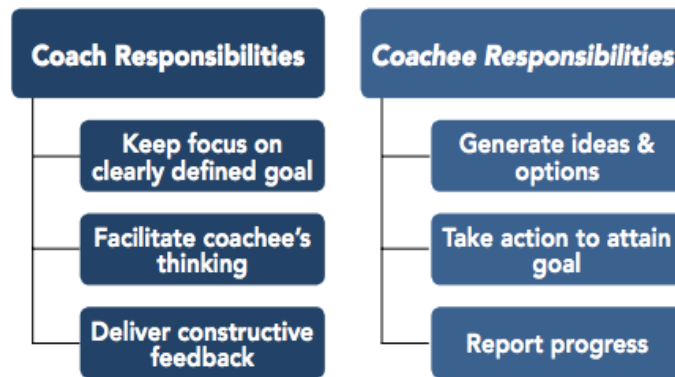 Coach Responsibilities
Keep focus on
clearly defined goal
Facilitate coachee's
thinking
Deliver constructive
feedback
Coachee Responsibilities
Generate ideas &
options
Take action to attain
goal
Report progress